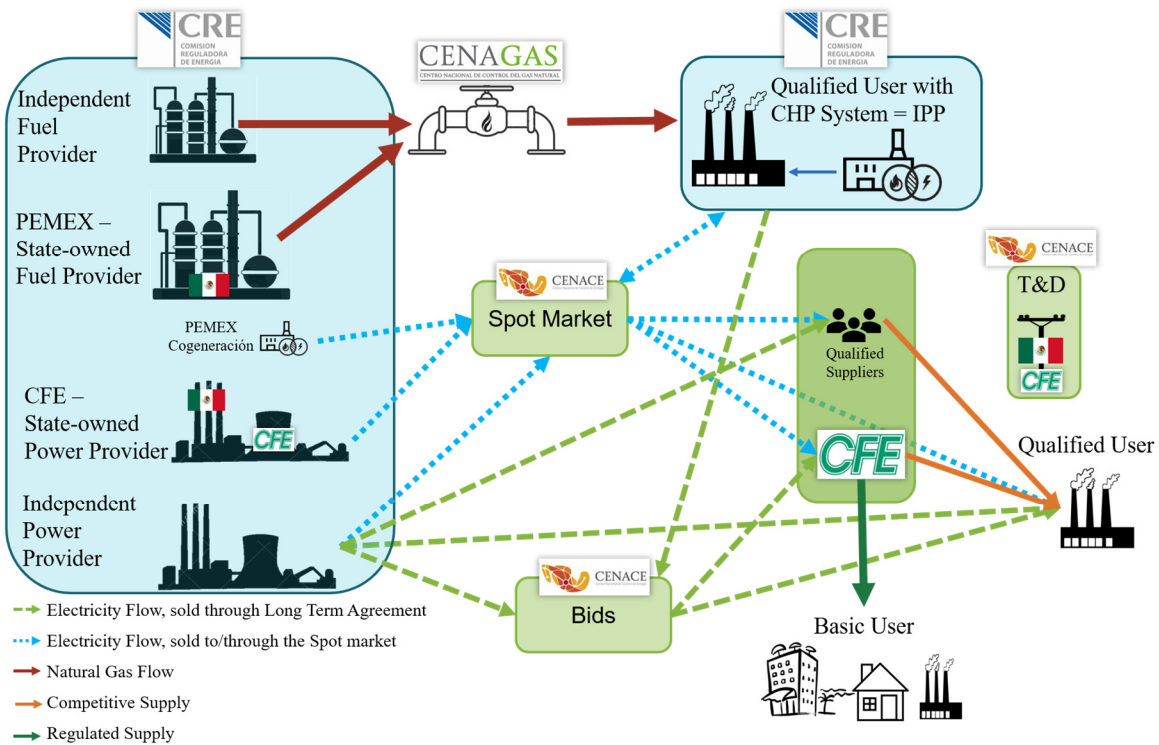 CRE
COMISION
REGULADORA
DE ENERGIA
Independent
Fuel
Provider
PEMEX –
State-owned
Fuel Provider
PEMEX
Cogeneración
CFE –
State-owned
Power Provider
CFE
Independent
Power
Provider
CENAGAS
CENTRO NACIONAL DE CONTROL DEL GAS NATURAL
CRE
COMISION
REGULADORA
DE ENERGIA
Qualified User with
CHP System = IPP
CENACE
Spot Market
Qualified
Suppliers
CFE
CENACE
T&D
CFE
Qualified User
CENACE
Bids
Basic User
Electricity Flow, sold through Long Term Agreement
Electricity Flow, sold to/through the Spot market
Natural Gas Flow
Competitive Supply
Regulated Supply